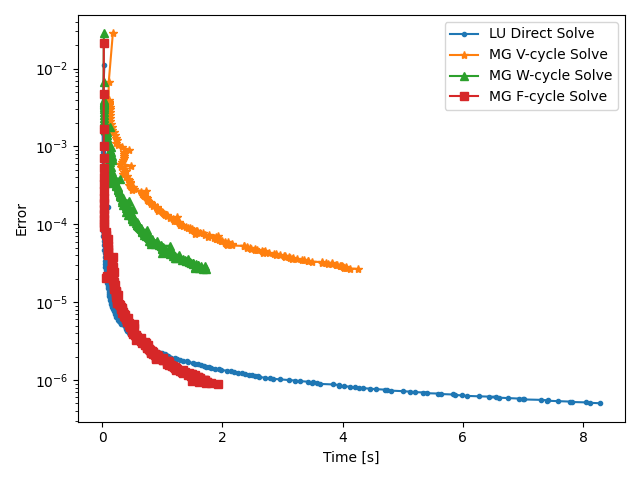 LU Direct Solve
MG V-cycle Solve
MG W-cycle Solve
MG F-cycle Solve
10⁻²
10⁻³
10⁻⁴
10⁻⁵
10⁻⁶
Error
0 2 4 6 8
Time [s]